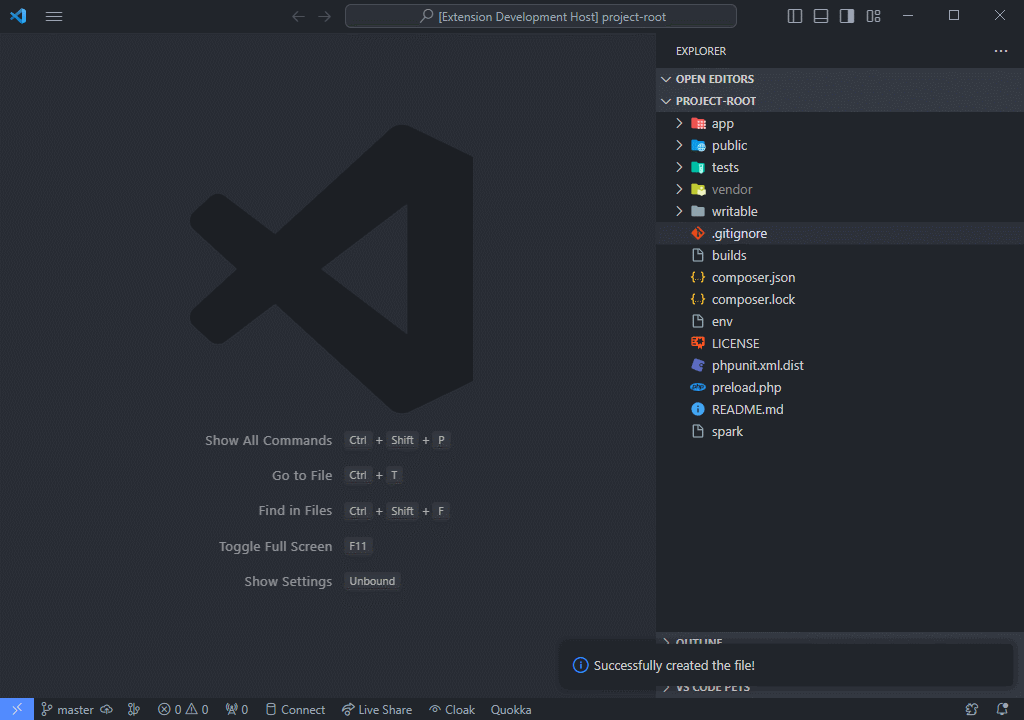 [Extension Development Host] project-root
EXPLORER
OPEN EDITORS
PROJECT-ROOT
app
public
tests
vendor
writable
.gitignore
builds
composer.json
composer.lock
env
LICENSE
phpunit.xml.dist
preload.php
README.md
spark
Show All Commands Ctrl + Shift + P
Go to File Ctrl + T
Find in Files Ctrl + Shift + F
Toggle Full Screen F11
Show Settings Unbound
OUTLINE
Successfully created the file!
VS CODE PETS
master 0 0 0 Connect Live Share Cloak Quokka